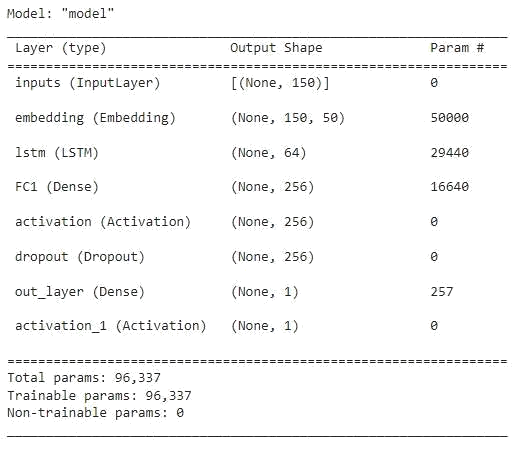 Model: "model"
_________________________________________________________________
Layer (type) Output Shape Param #
=================================================================
inputs (InputLayer) [(None, 150)] 0
embedding (Embedding) (None, 150, 50) 50000
lstm (LSTM) (None, 64) 29440
FC1 (Dense) (None, 256) 16640
activation (Activation) (None, 256) 0
dropout (Dropout) (None, 256) 0
out_layer (Dense) (None, 1) 257
activation_1 (Activation) (None, 1) 0
=================================================================
Total params: 96,337
Trainable params: 96,337
Non-trainable params: 0
_________________________________________________________________